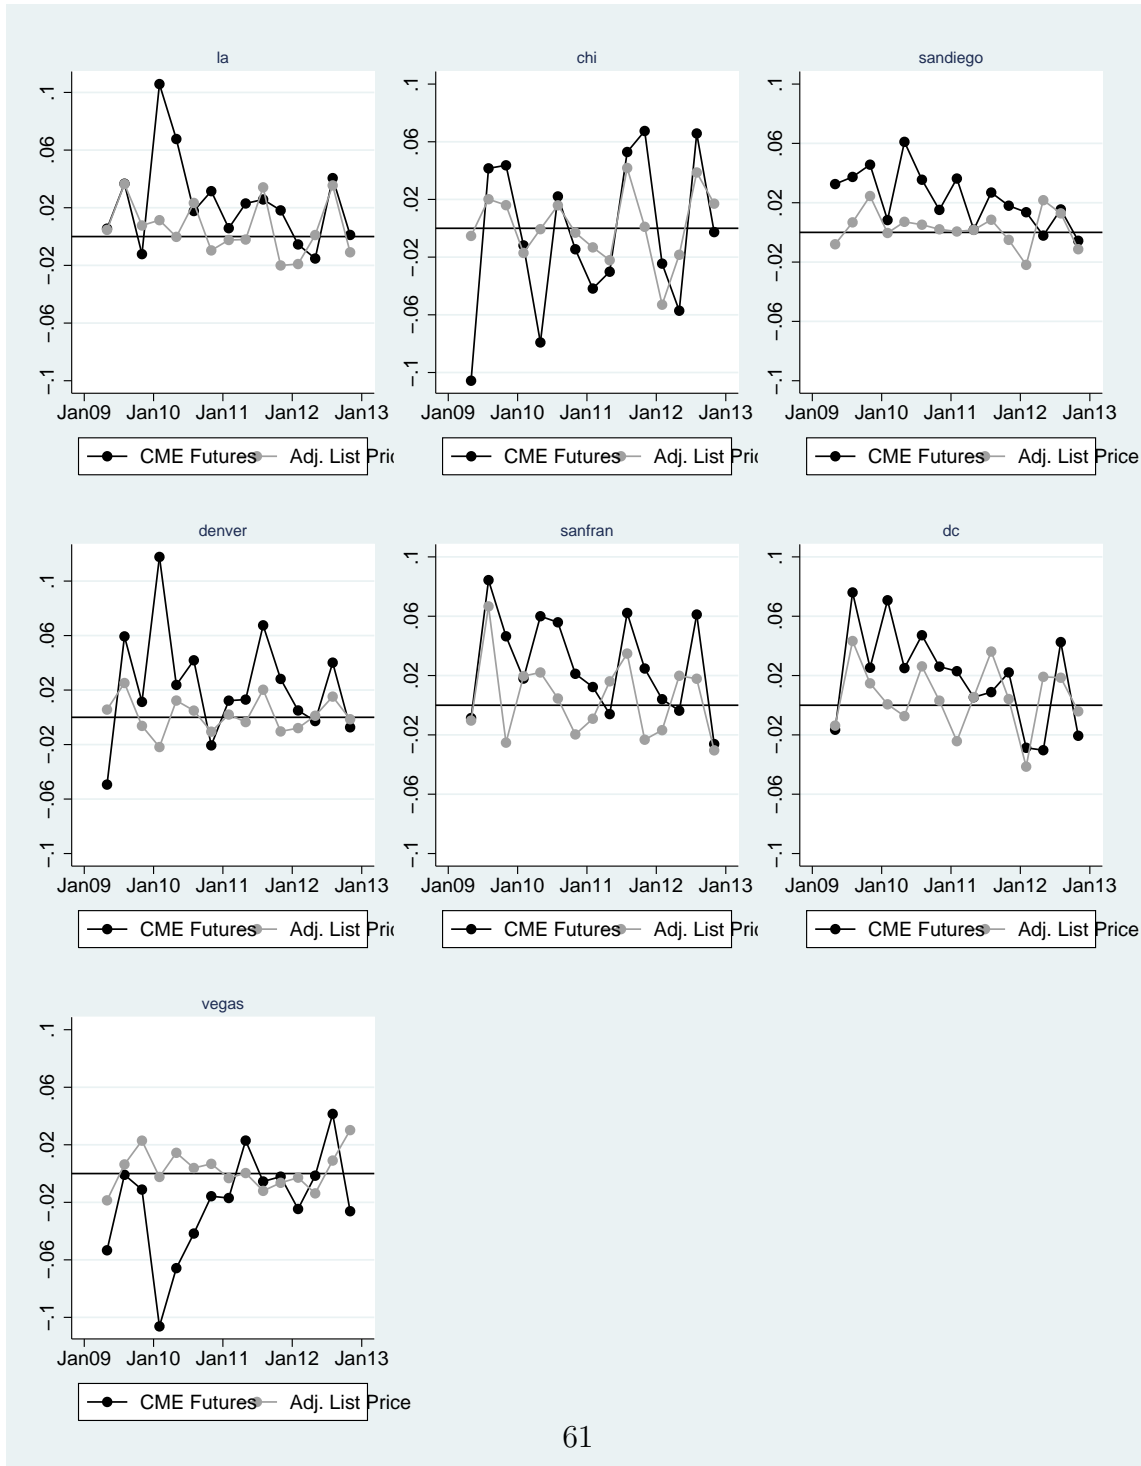 la chi sandiego
.1 .1 .1
.06 .06 .06
.02 .02 .02
−.02 −.02 −.02
−.06 −.06 −.06
−.1 −.1 −.1
Jan09 Jan10 Jan11 Jan12 Jan13 Jan09 Jan10 Jan11 Jan12 Jan13 Jan09 Jan10 Jan11 Jan12 Jan13
CME Futures Adj. List Pric CME Futures Adj. List Pric CME Futures Adj. List Price
denver sanfran dc
.1 .1 .1
.06 .06 .06
.02 .02 .02
−.02 −.02 −.02
−.06 −.06 −.06
−.1 −.1 −.1
Jan09 Jan10 Jan11 Jan12 Jan13 Jan09 Jan10 Jan11 Jan12 Jan13 Jan09 Jan10 Jan11 Jan12 Jan13
CME Futures Adj. List Pric CME Futures Adj. List Pric CME Futures Adj. List Price
vegas
.1
.06
.02
−.02
−.06
−.1
Jan09 Jan10 Jan11 Jan12 Jan13
CME Futures Adj. List Price
61